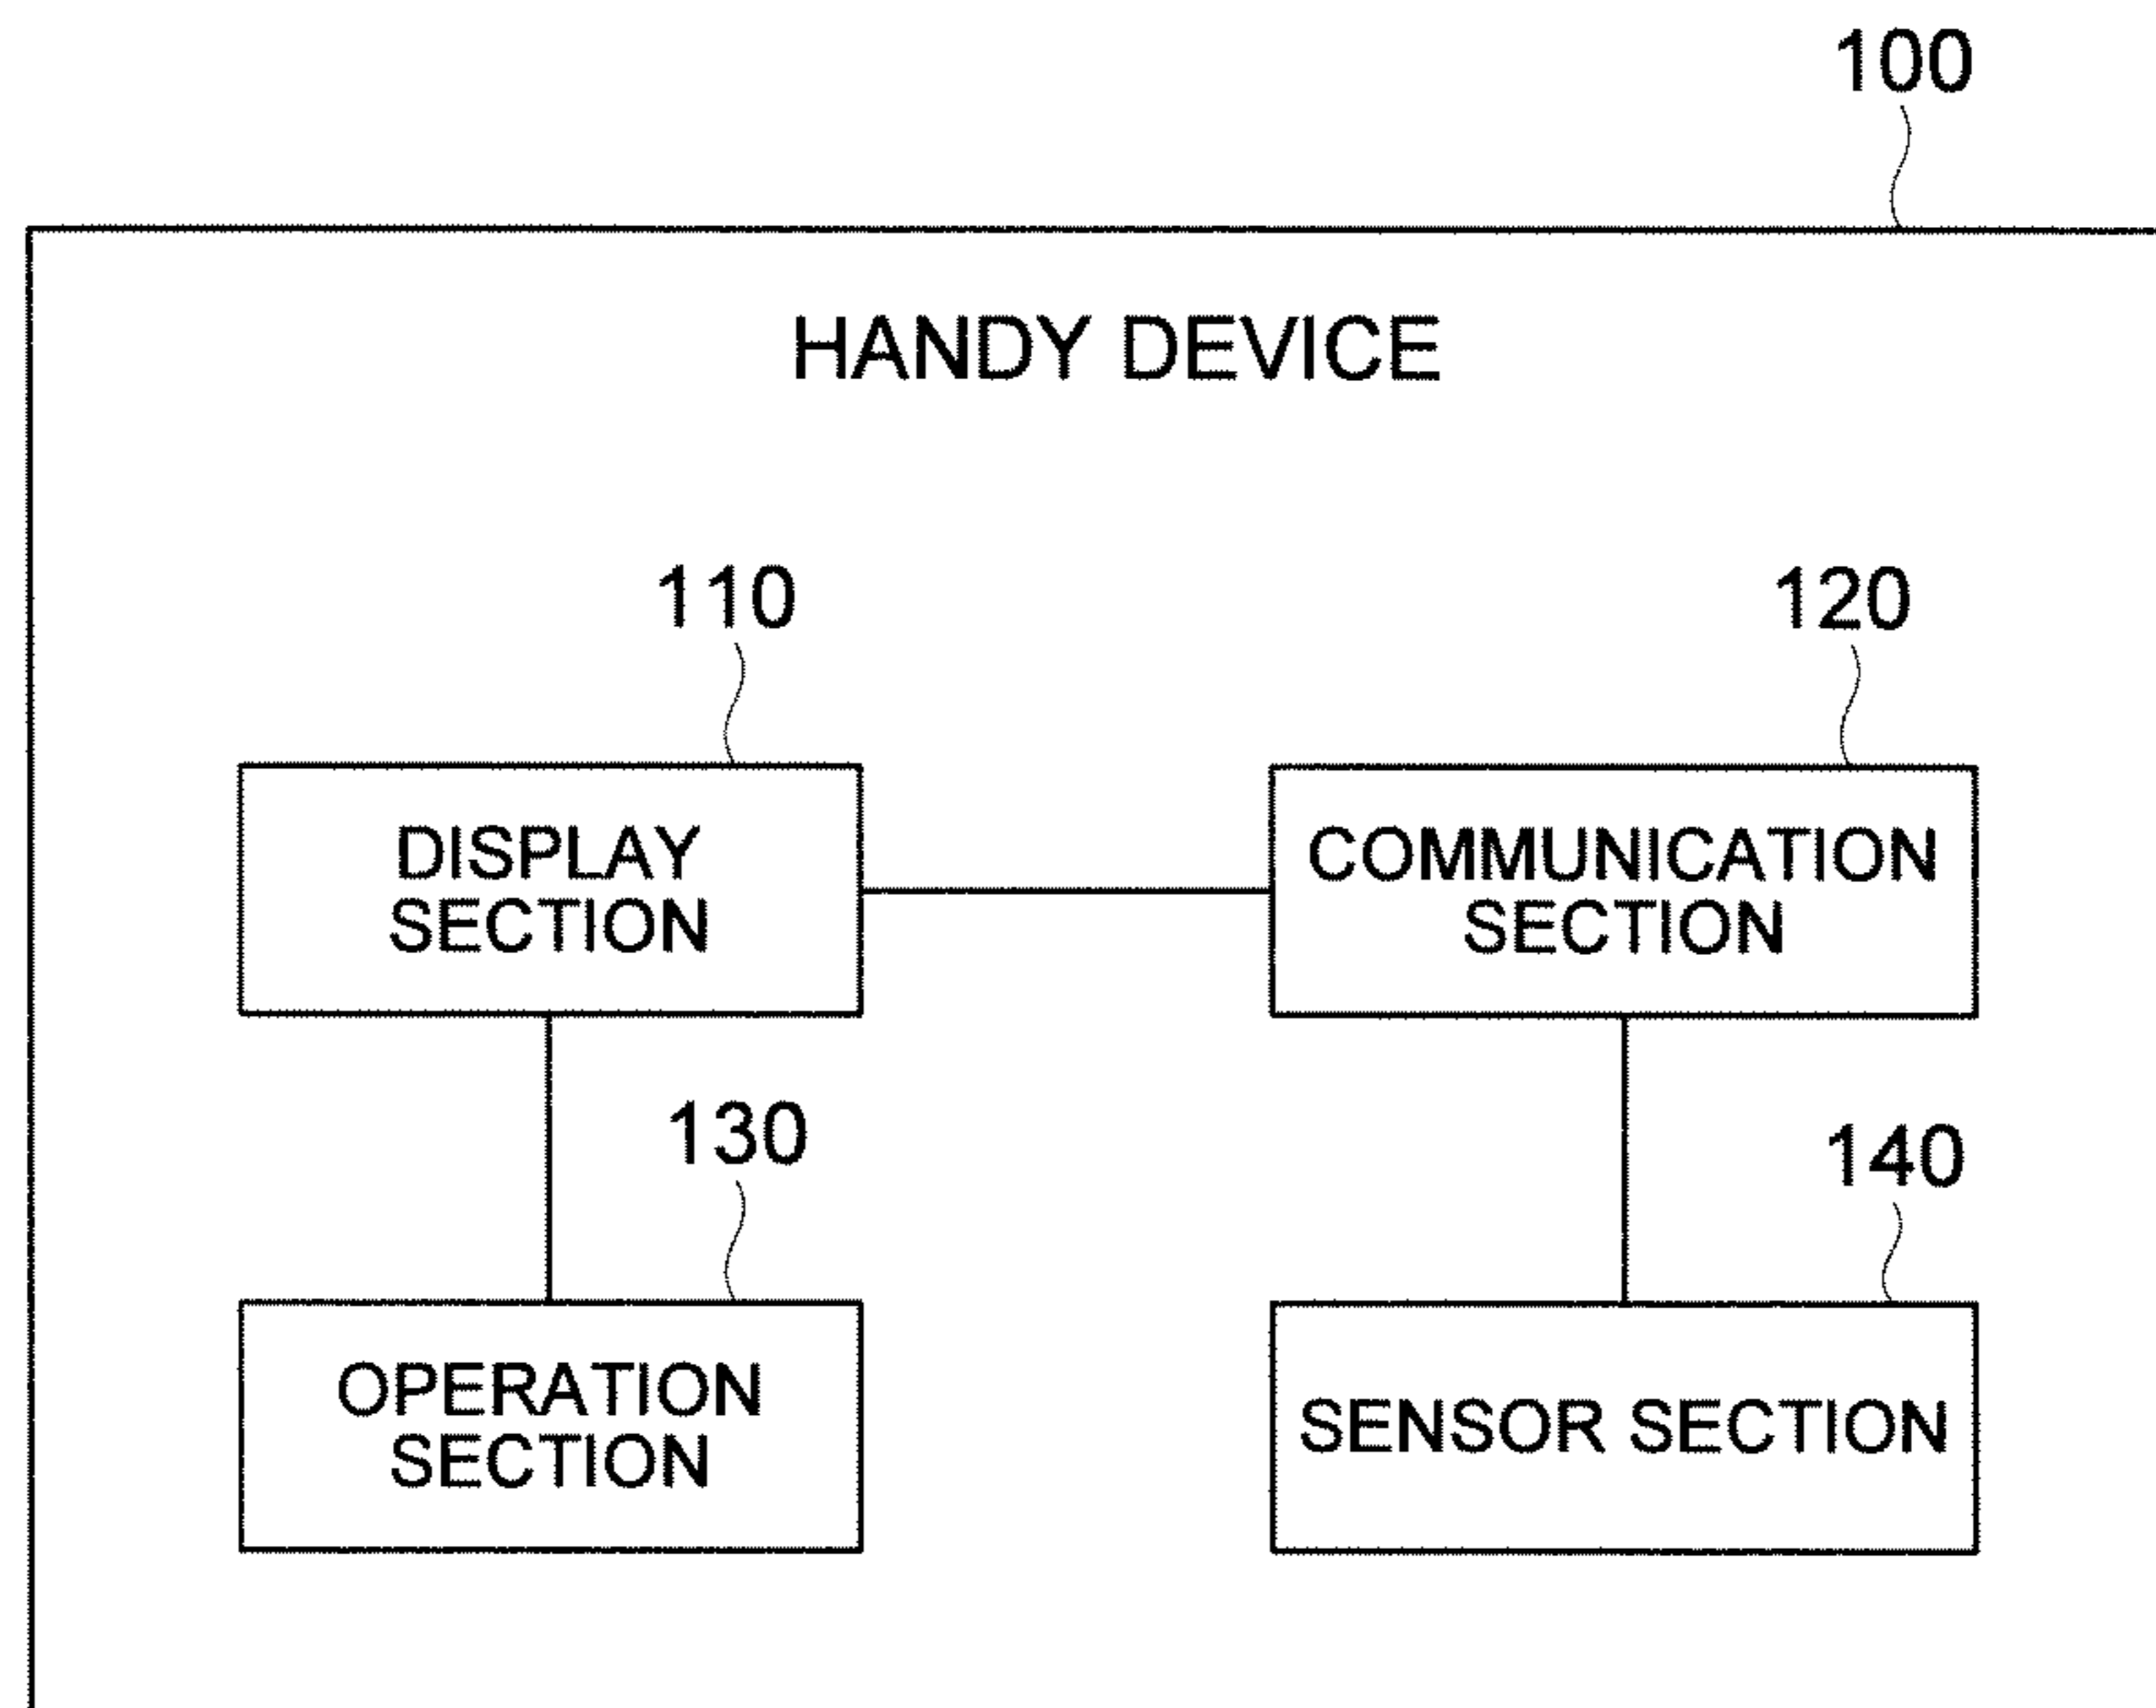 100
HANDY DEVICE
110
120
DISPLAY
SECTION
COMMUNICATION
SECTION
130
140
OPERATION
SECTION
SENSOR SECTION